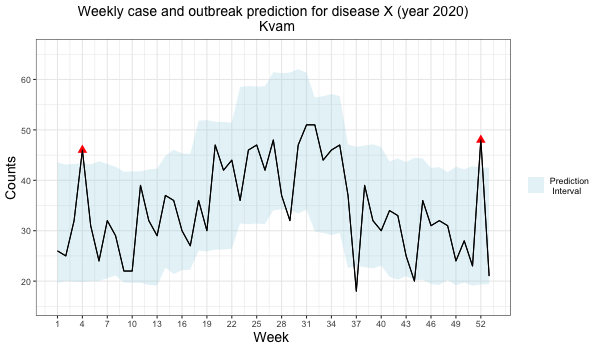 Weekly case and outbreak prediction for disease X (year 2020)
Kvam
Counts
60
50
40
30
20
1 4 7 10 13 16 19 22 25 28 31 34 37 40 43 46 49 52
Week
Prediction
Interval